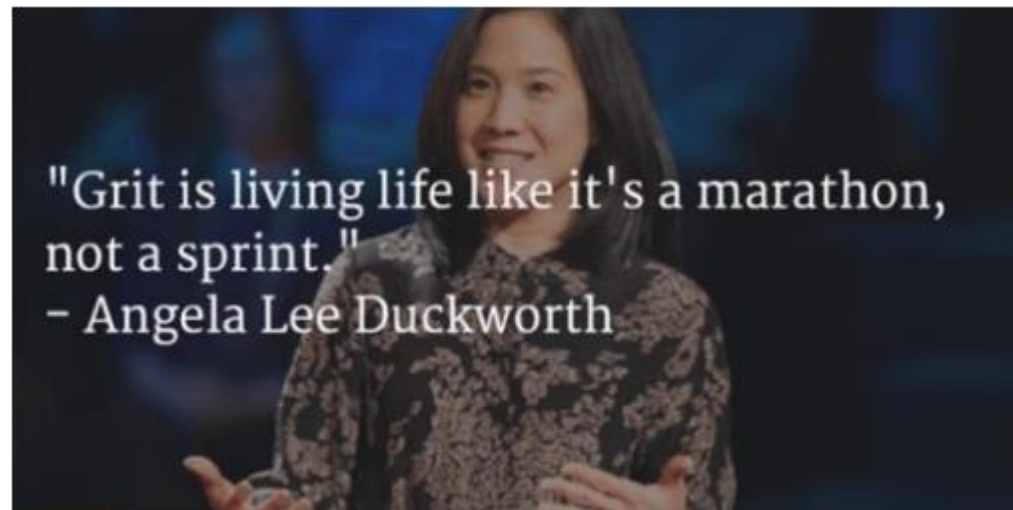 "Grit is living life like it's a marathon,
not a sprint."
- Angela Lee Duckworth